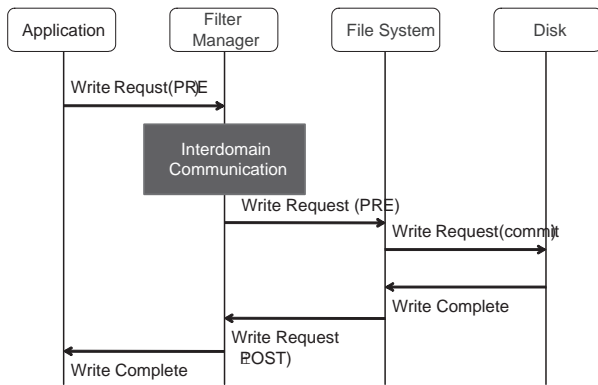 Application
Filter
Manager
File System
Disk
Write Requst(PRE)
Interdomain
Communication
Write Request (PRE)
Write Request(commit)
Write Complete
Write Request
(POST)
Write Complete